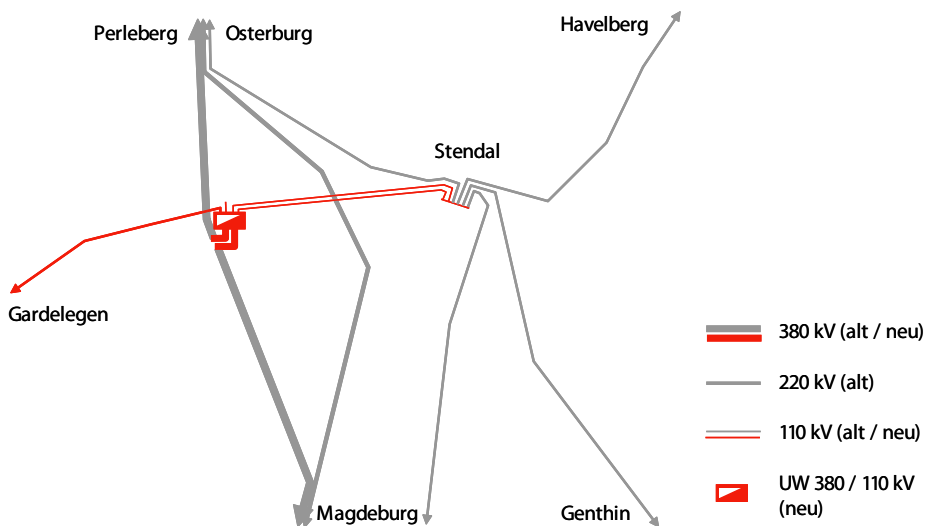 Perleberg
Osterburg
Havelberg
Stendal
Gardelegen
Magdeburg
Genthin
380 kV (alt / neu)
220 kV (alt)
110 kV (alt / neu)
UW 380 / 110 kV
(neu)